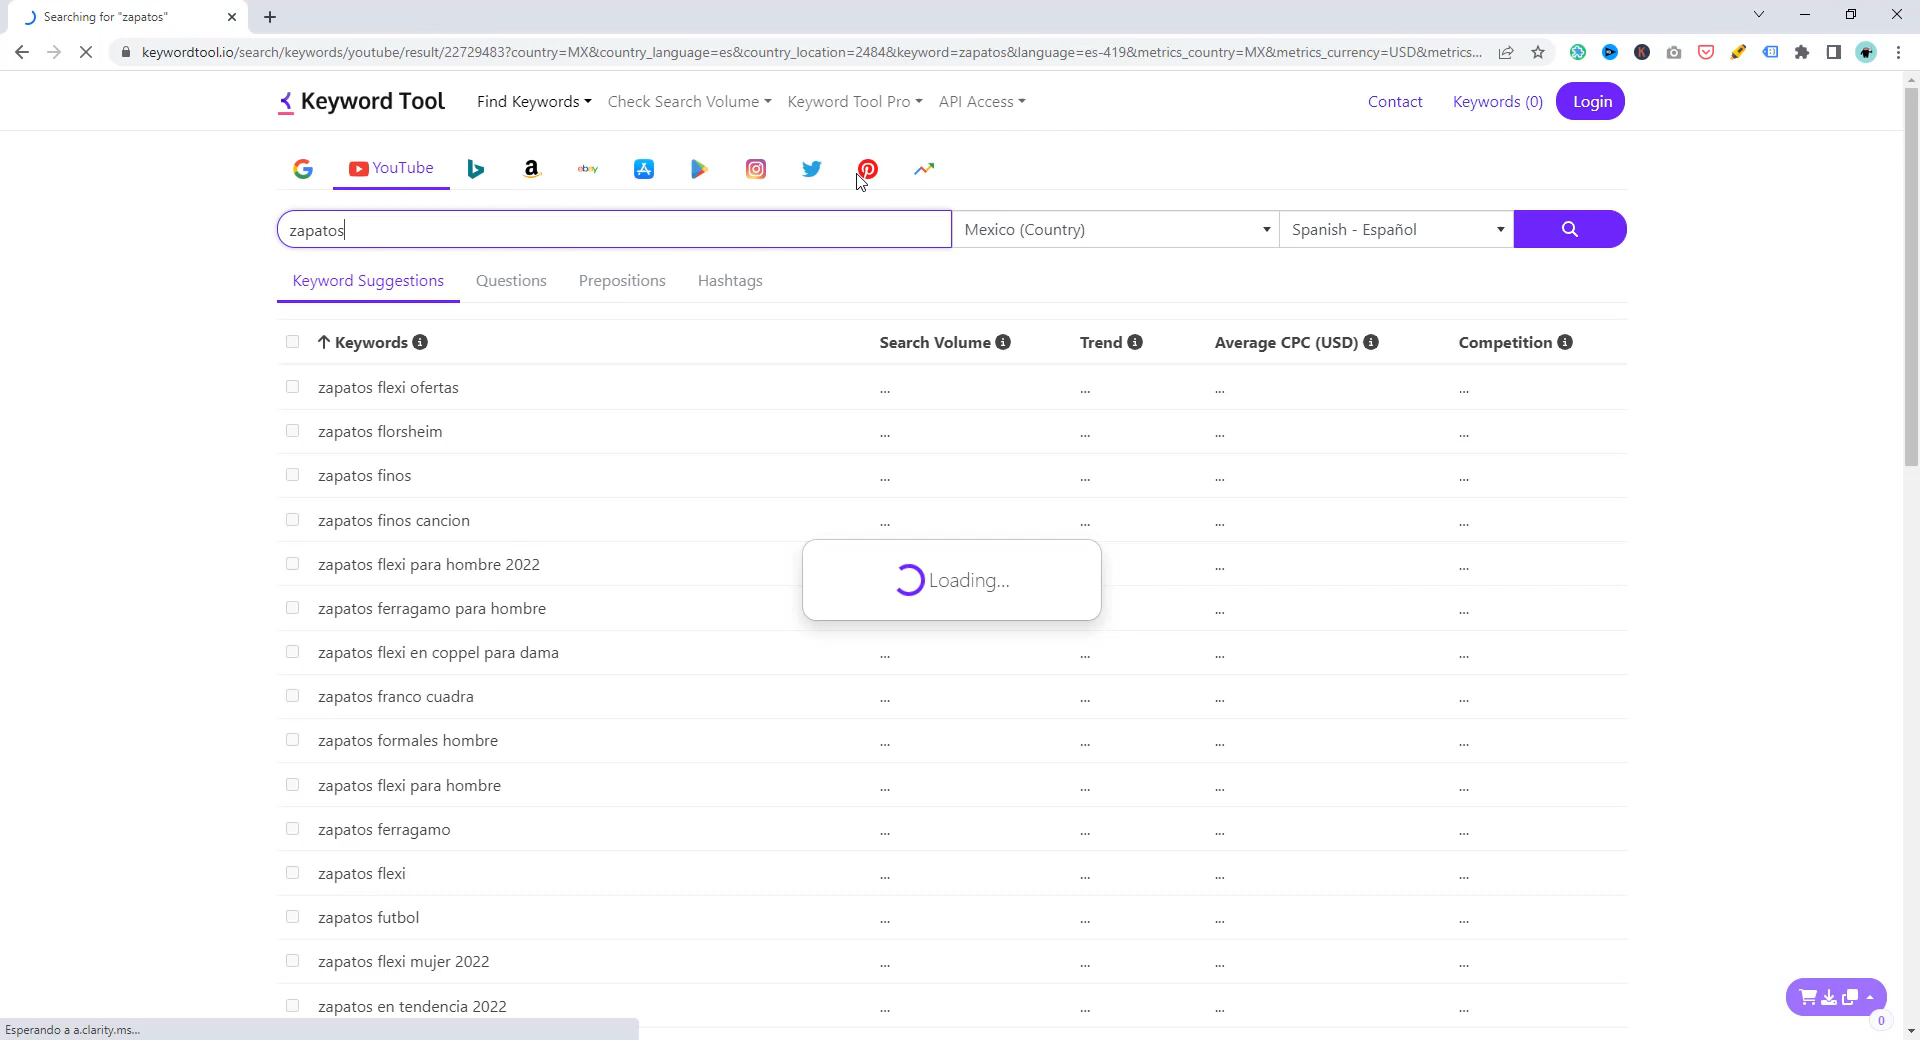 Searching for "zapatos"
keywordtool.io/search/keywords/youtube/result/22729483?country=MX&country_language=es&country_location=2484&keyword=zapatos&language=es-419&metrics_country=MX&metrics_currency=USD&metrics...
Keyword Tool
Find Keywords
Check Search Volume
Keyword Tool Pro
API Access
Contact
Keywords (0)
Login
YouTube
ebay
zapatos
Mexico (Country)
Spanish - Español
Keyword Suggestions
Questions
Prepositions
Hashtags
Keywords
Search Volume
Trend
Average CPC (USD)
Competition
zapatos flexi ofertas
... ... ... ...
zapatos florsheim
... ... ... ...
zapatos finos
... ... ... ...
zapatos finos cancion
... ... ... ...
zapatos flexi para hombre 2022
... ...
zapatos ferragamo para hombre
... ...
zapatos flexi en coppel para dama
... ... ... ...
zapatos franco cuadra
... ... ... ...
zapatos formales hombre
... ... ... ...
zapatos flexi para hombre
... ... ... ...
zapatos ferragamo
... ... ... ...
zapatos flexi
... ... ... ...
zapatos futbol
... ... ... ...
zapatos flexi mujer 2022
... ... ... ...
zapatos en tendencia 2022
... ... ... ...
Loading...
0
Esperando a a.clarity.ms...